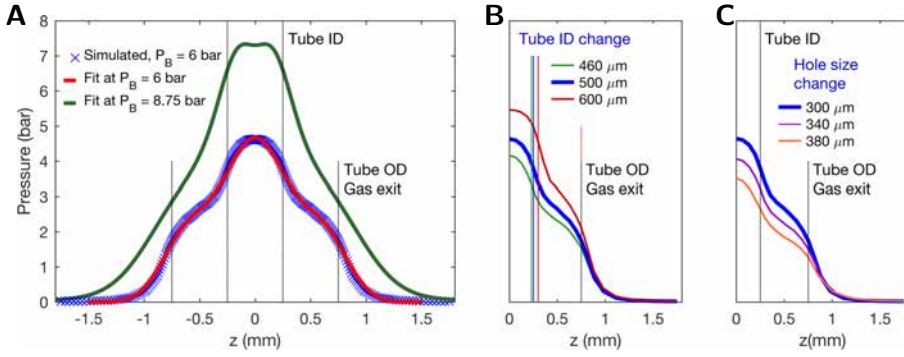 A
Pressure (bar)
8
7
6
5
4
3
2
1
0
Simulated, P_B = 6 bar
Fit at P_B = 6 bar
Fit at P_B = 8.75 bar
Tube ID
Tube OD
Gas exit
-1.5 -1 -0.5 0 0.5 1 1.5
z (mm)
B
Tube ID change
460 μm
500 μm
600 μm
Tube OD
Gas exit
0 0.5 1 1.5
z (mm)
C
Tube ID
Hole size
change
300 μm
340 μm
380 μm
Tube OD
Gas exit
0 0.5 1 1.5
z(mm)